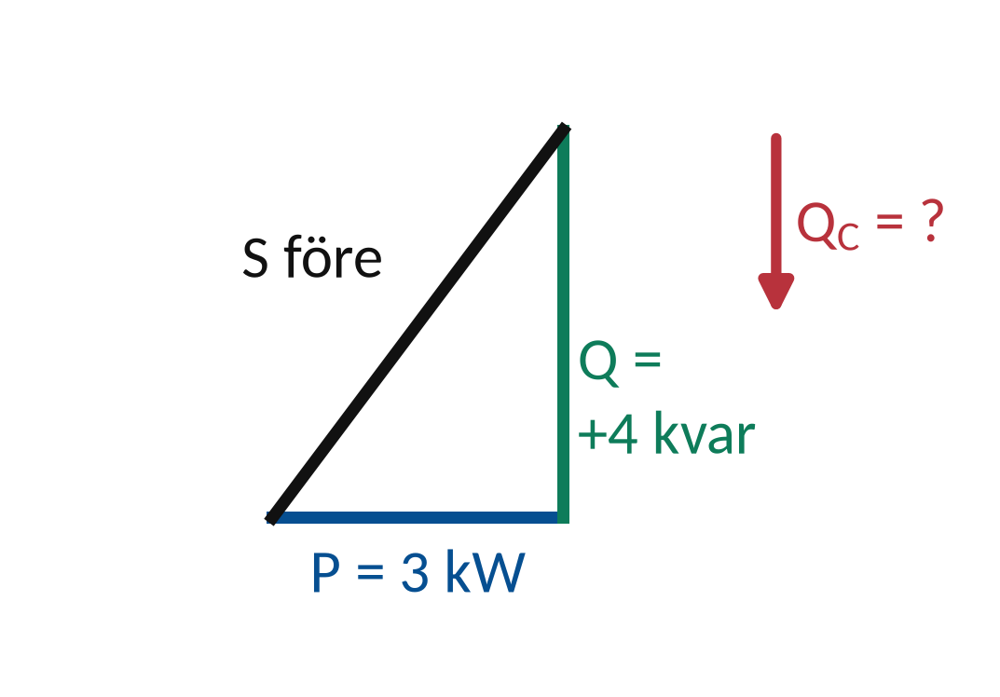 S före
Q_C = ?
Q =
+4 kvar
P = 3 kW